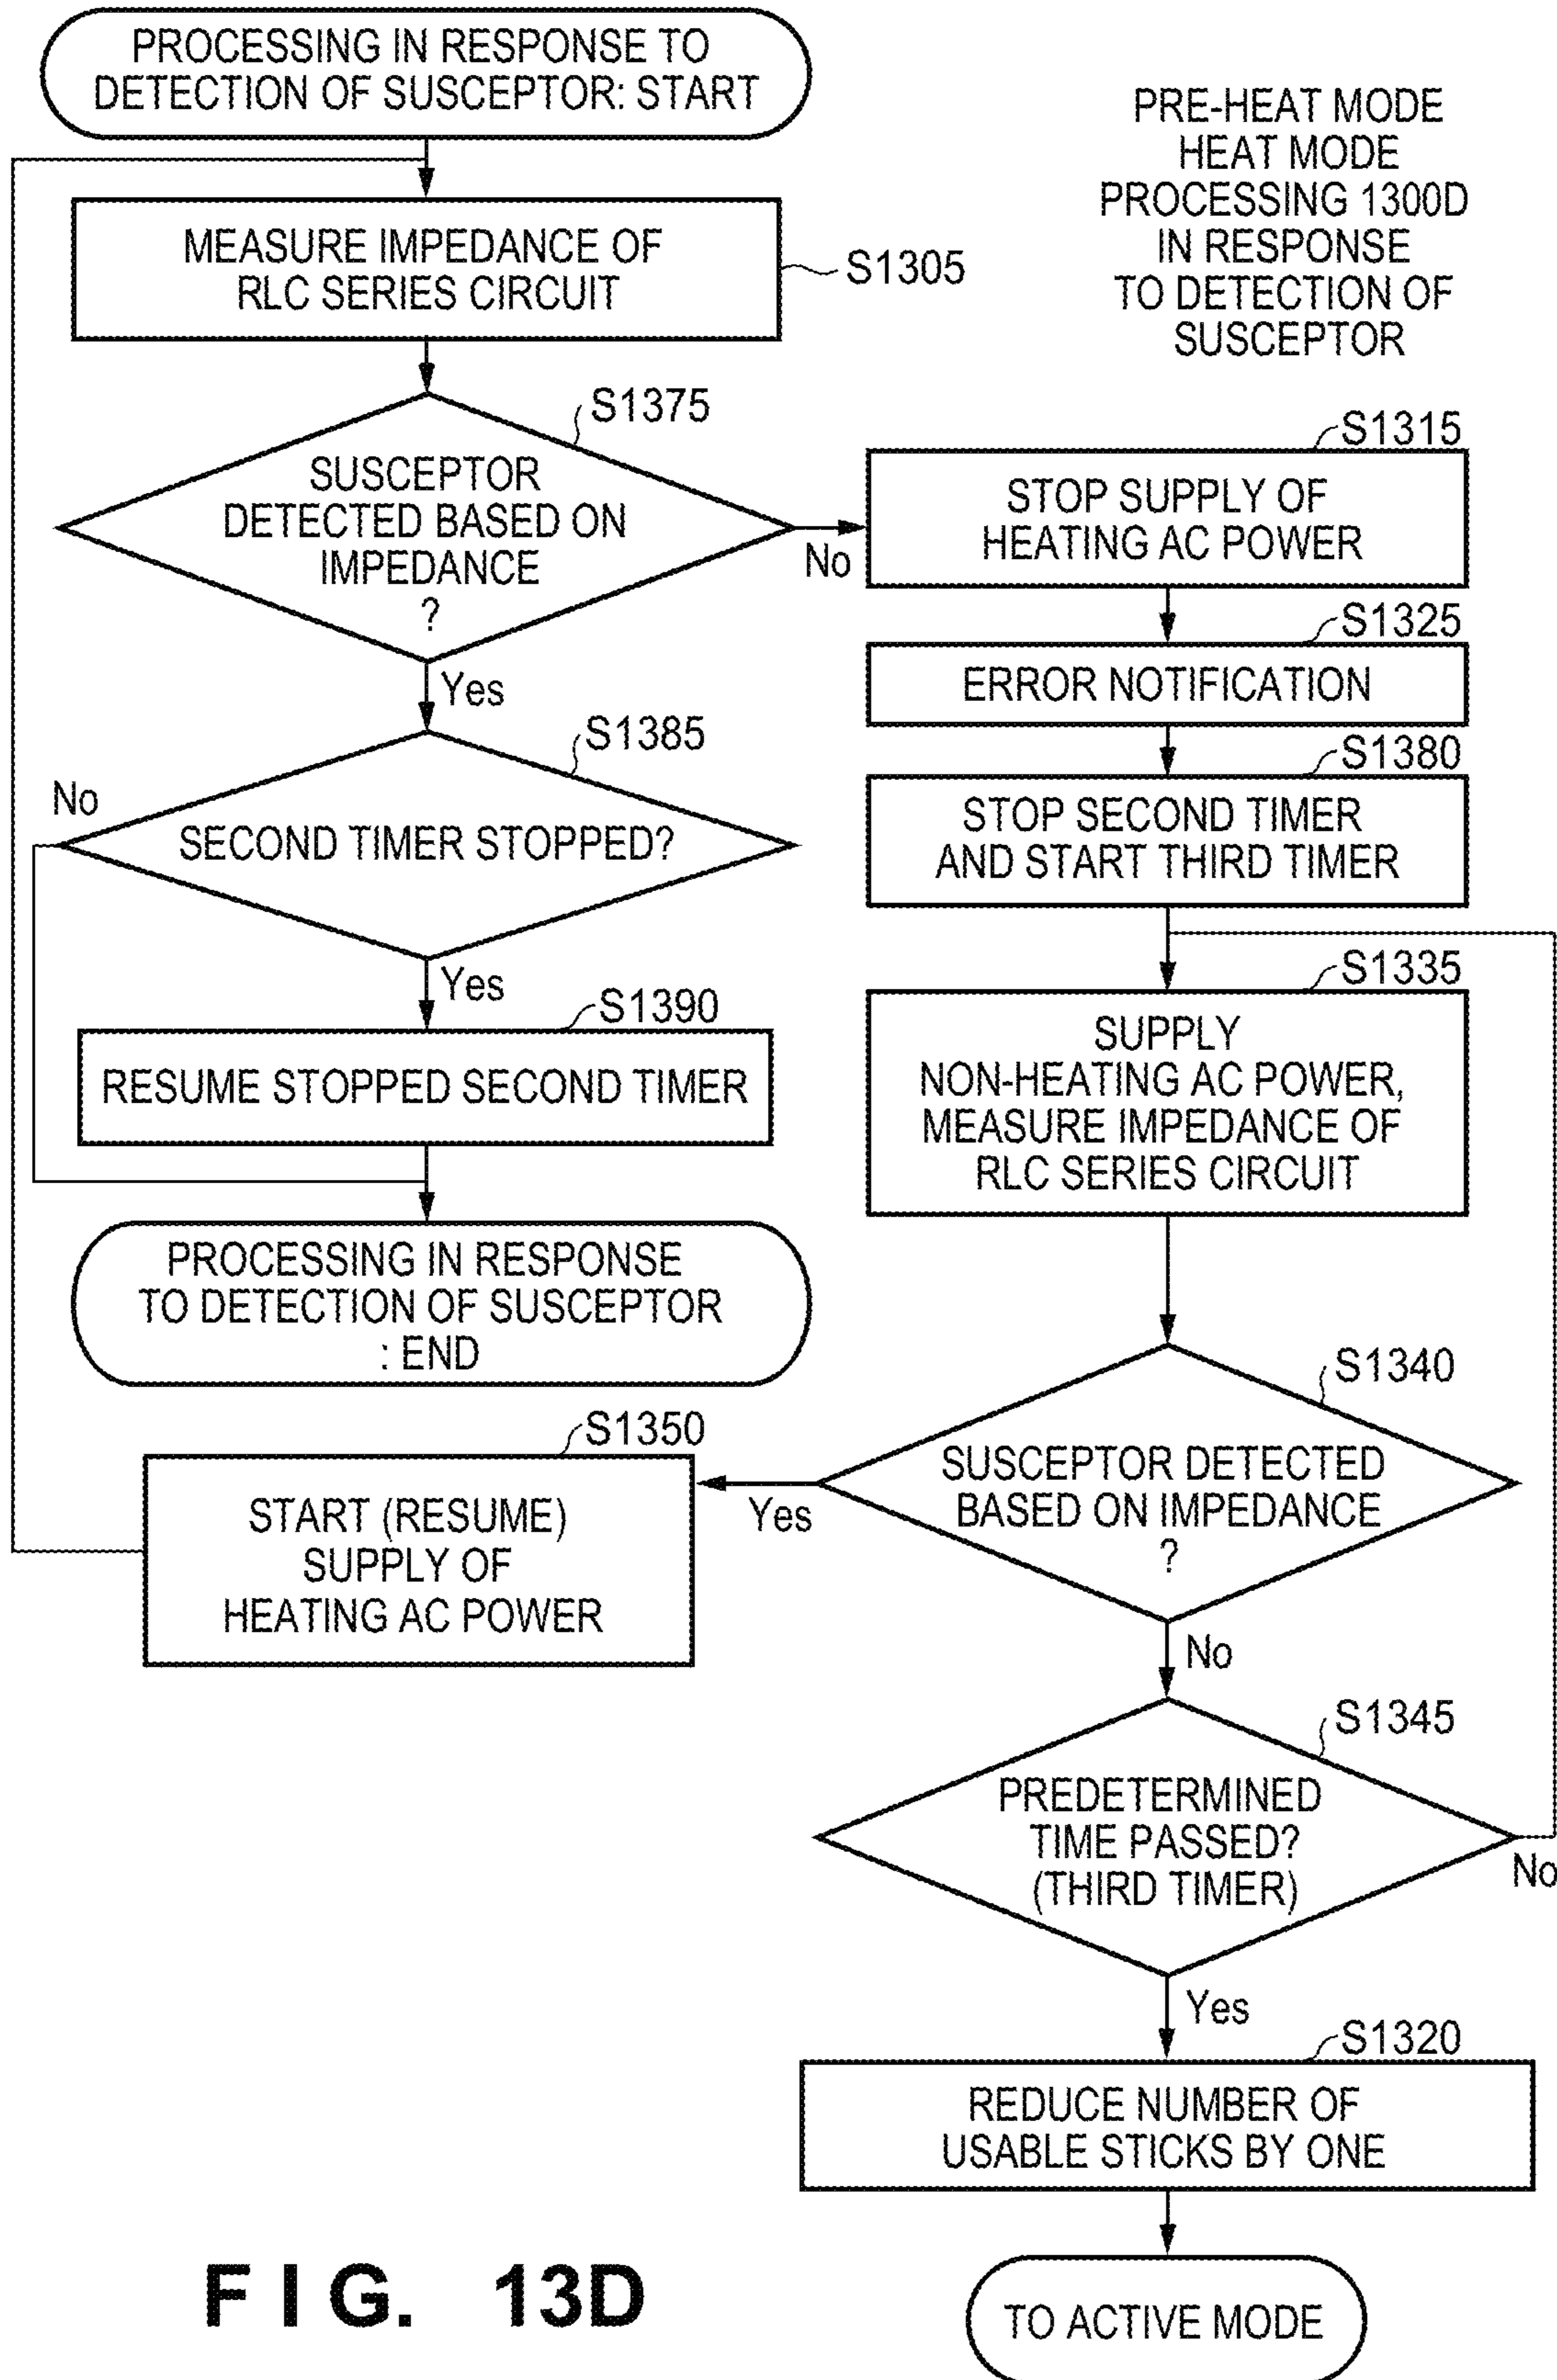 PROCESSING IN RESPONSE TO
DETECTION OF SUSCEPTOR: START
PRE-HEAT MODE
HEAT MODE
PROCESSING 1300D
IN RESPONSE
TO DETECTION OF
SUSCEPTOR
MEASURE IMPEDANCE OF
RLC SERIES CIRCUIT
S1305
S1375
SUSCEPTOR
DETECTED BASED ON
IMPEDANCE
?
No
Yes
S1315
STOP SUPPLY OF
HEATING AC POWER
S1325
ERROR NOTIFICATION
S1380
STOP SECOND TIMER
AND START THIRD TIMER
S1385
No
SECOND TIMER STOPPED?
Yes
S1390
RESUME STOPPED SECOND TIMER
PROCESSING IN RESPONSE
TO DETECTION OF SUSCEPTOR
: END
S1335
SUPPLY
NON-HEATING AC POWER,
MEASURE IMPEDANCE OF
RLC SERIES CIRCUIT
S1340
SUSCEPTOR DETECTED
BASED ON IMPEDANCE
?
Yes
No
S1350
START (RESUME)
SUPPLY OF
HEATING AC POWER
S1345
PREDETERMINED
TIME PASSED?
(THIRD TIMER)
No
Yes
S1320
REDUCE NUMBER OF
USABLE STICKS BY ONE
TO ACTIVE MODE
FIG. 13D